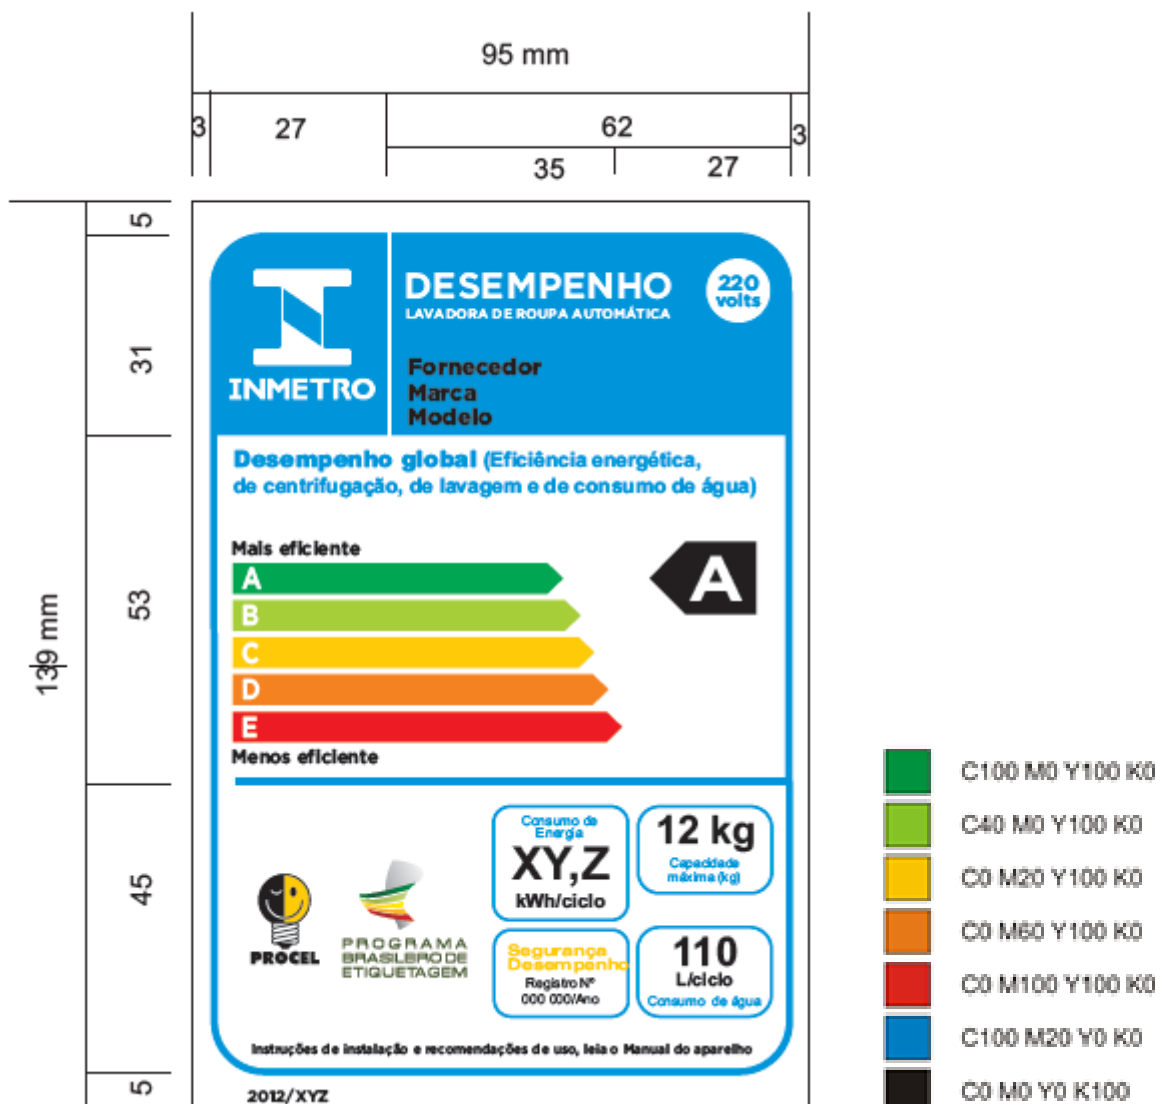 95 mm
3 27 62 3
35 27
5
31
53
139 mm
45
5
INMETRO
DESEMPENHO
LAVADORA DE ROUPA AUTOMÁTICA
220
volts
Fornecedor
Marca
Modelo
Desempenho global (Eficiência energética,
de centrifugação, de lavagem e de consumo de água)
Mais eficiente
A
B
C
D
E
Menos eficiente
A
PROCEL
PROGRAMA
BRASILEIRO DE
ETIQUETAGEM
Consumo de
Energia
XY,Z
kWh/ciclo
12 kg
Capacidade
máxima (kg)
Segurança
Desempenho
Registro Nº
000 000/Ano
110
L/ciclo
Consumo de água
Instruções de instalação e recomendações de uso, leia o Manual do aparelho
2012/XYZ
C100 M0 Y100 K0
C40 M0 Y100 K0
C0 M20 Y100 K0
C0 M60 Y100 K0
C0 M100 Y100 K0
C100 M20 Y0 K0
C0 M0 Y0 K100